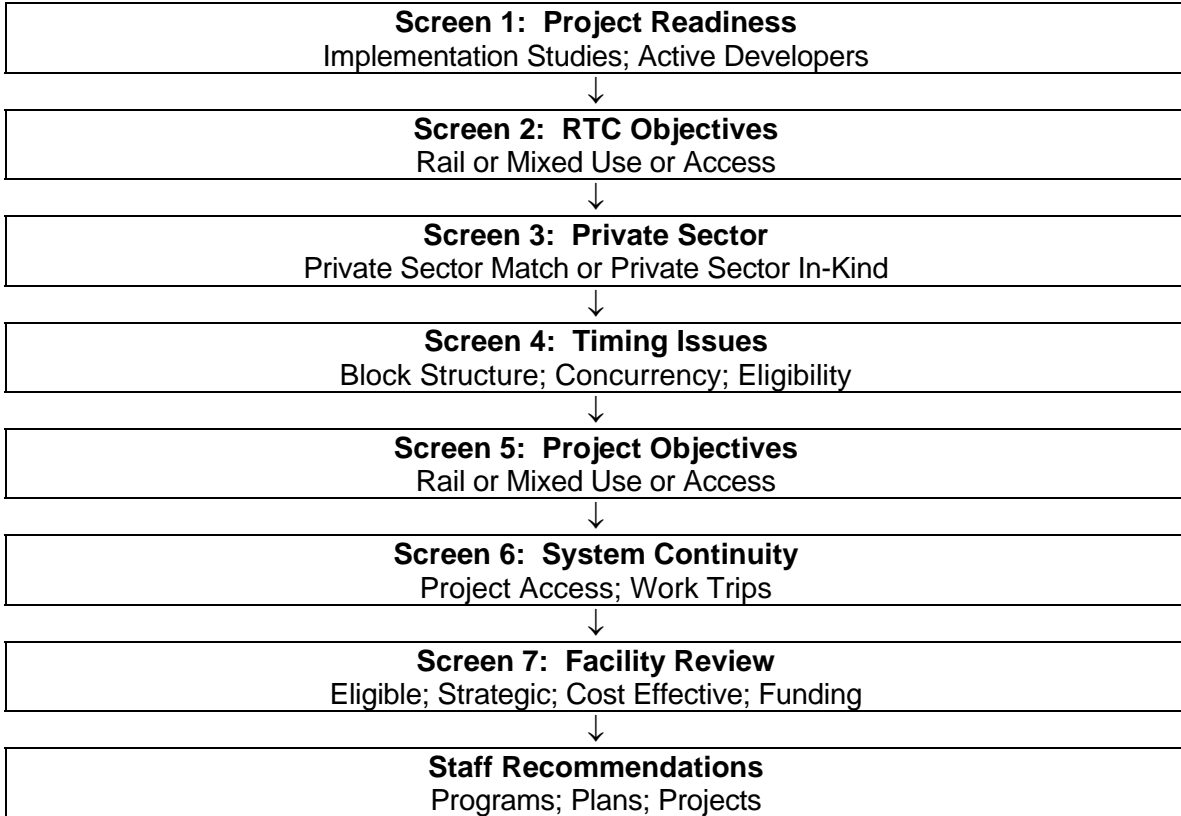 Screen 1:  Project Readiness
Implementation Studies; Active Developers
↓
Screen 2:  RTC Objectives
Rail or Mixed Use or Access
↓
Screen 3:  Private Sector
Private Sector Match or Private Sector In-Kind
↓
Screen 4:  Timing Issues
Block Structure; Concurrency; Eligibility
↓
Screen 5:  Project Objectives
Rail or Mixed Use or Access
↓
Screen 6:  System Continuity
Project Access; Work Trips
↓
Screen 7:  Facility Review
Eligible; Strategic; Cost Effective; Funding
↓
Staff Recommendations
Programs; Plans; Projects